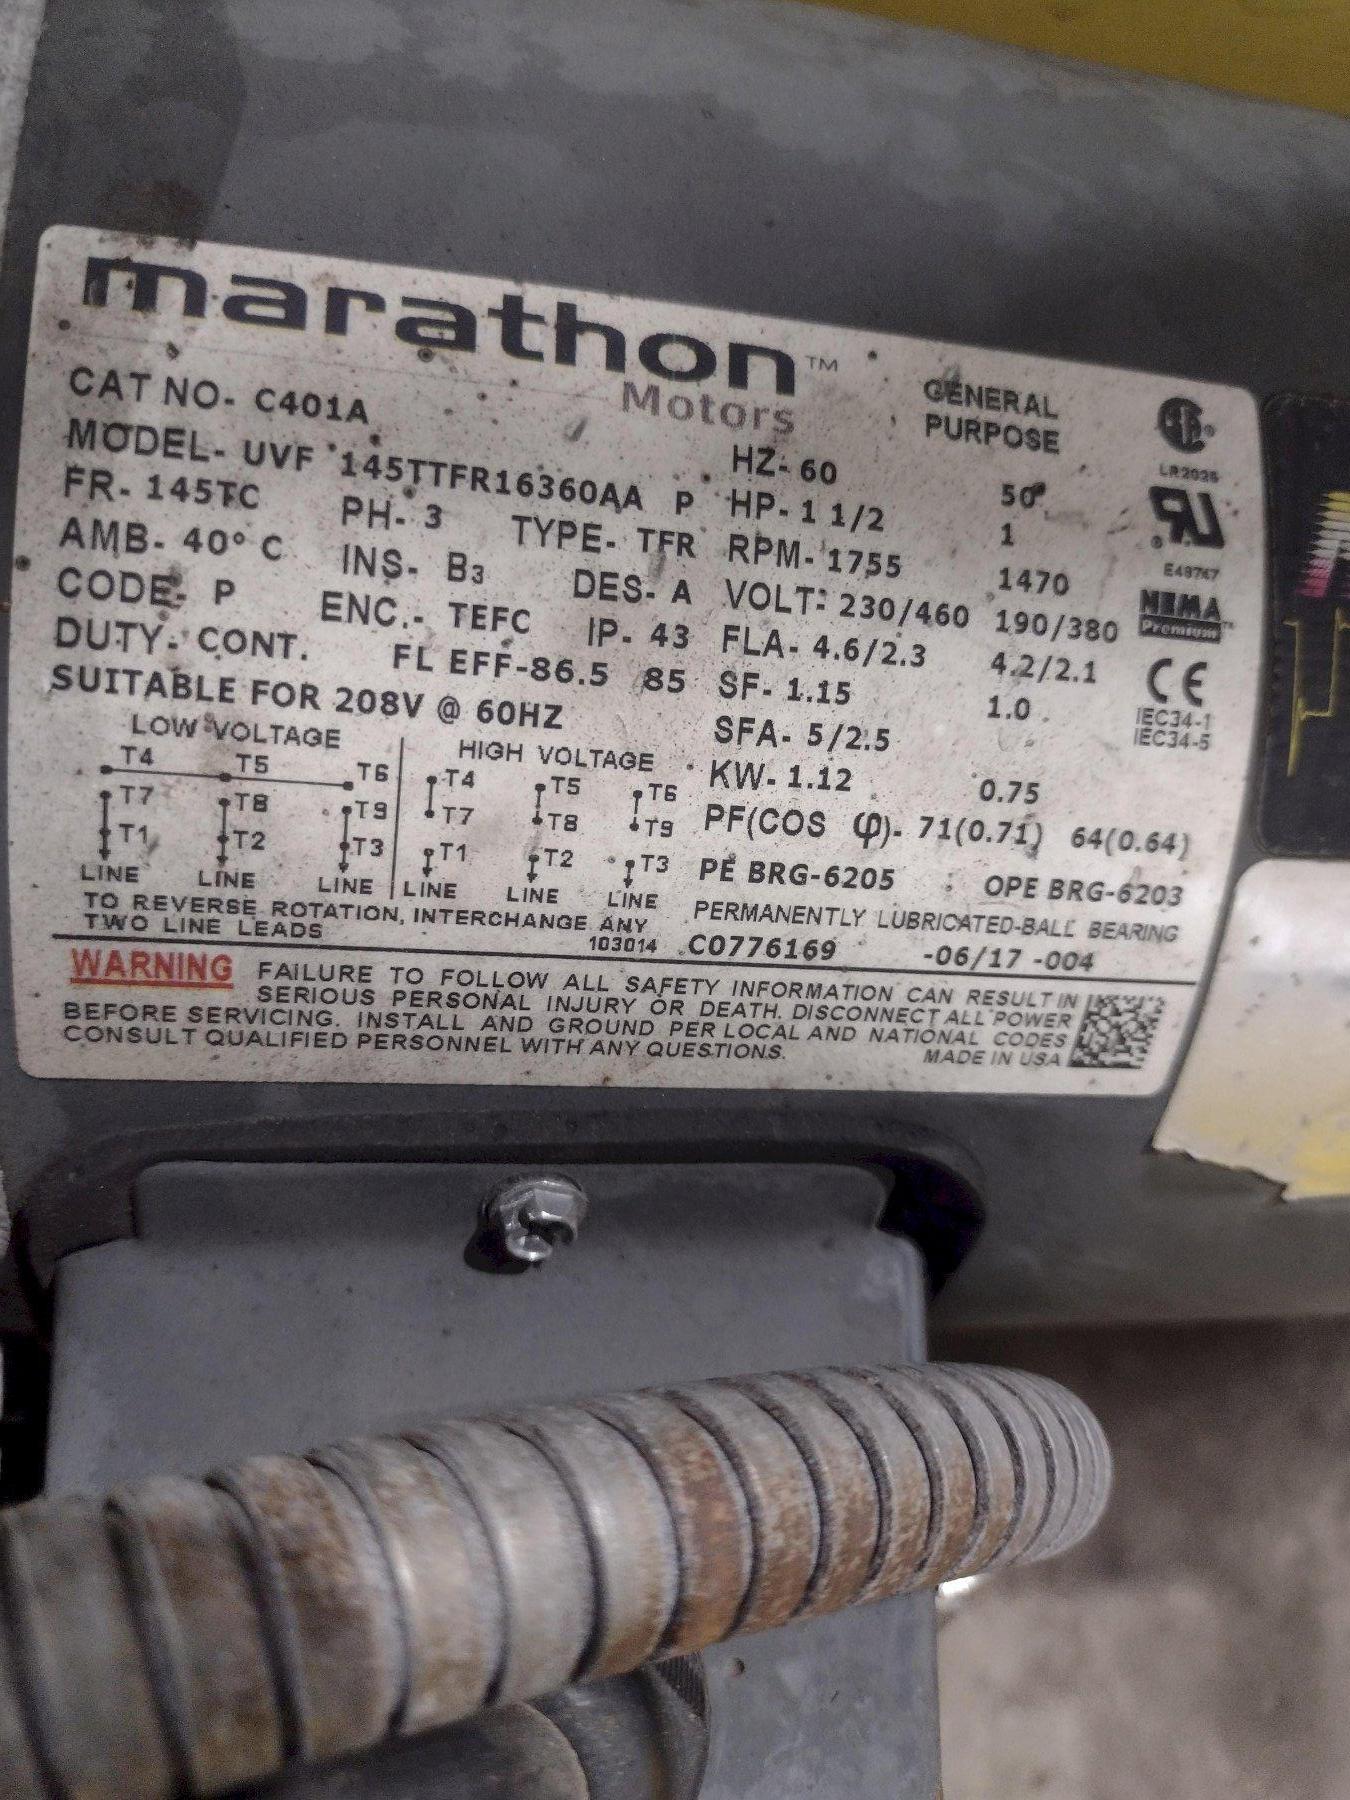 marathon™
Motors
GENERAL
PURPOSE
LR2025
E49747
NEMA
Premium™
CE
IEC34-1
IEC34-5
CAT NO- C401A
MODEL- UVF 145TTFR16360AA P
FR- 145TC PH- 3 TYPE- TFR
AMB- 40° C INS- B3 DES- A
CODE- P ENC.- TEFC IP- 43
DUTY- CONT. FL EFF-86.5 85
SUITABLE FOR 208V @ 60HZ
HZ- 60 50
HP- 1 1/2 1
RPM- 1755 1470
VOLT- 230/460 190/380
FLA- 4.6/2.3 4.2/2.1
SF- 1.15 1.0
SFA- 5/2.5
KW- 1.12 0.75
PF(COS φ)- 71(0.71) 64(0.64)
PE BRG-6205 OPE BRG-6203
PERMANENTLY LUBRICATED-BALL BEARING
LOW VOLTAGE
T4 T5 T6
T7 T8 T9
T1 T2 T3
LINE LINE LINE
HIGH VOLTAGE
T4 T5 T6
T7 T8 T9
T1 T2 T3
LINE LINE LINE
TO REVERSE ROTATION, INTERCHANGE ANY
TWO LINE LEADS
103014 C0776169 -06/17 -004
WARNING FAILURE TO FOLLOW ALL SAFETY INFORMATION CAN RESULT IN
SERIOUS PERSONAL INJURY OR DEATH. DISCONNECT ALL POWER
BEFORE SERVICING. INSTALL AND GROUND PER LOCAL AND NATIONAL CODES
CONSULT QUALIFIED PERSONNEL WITH ANY QUESTIONS.
MADE IN USA